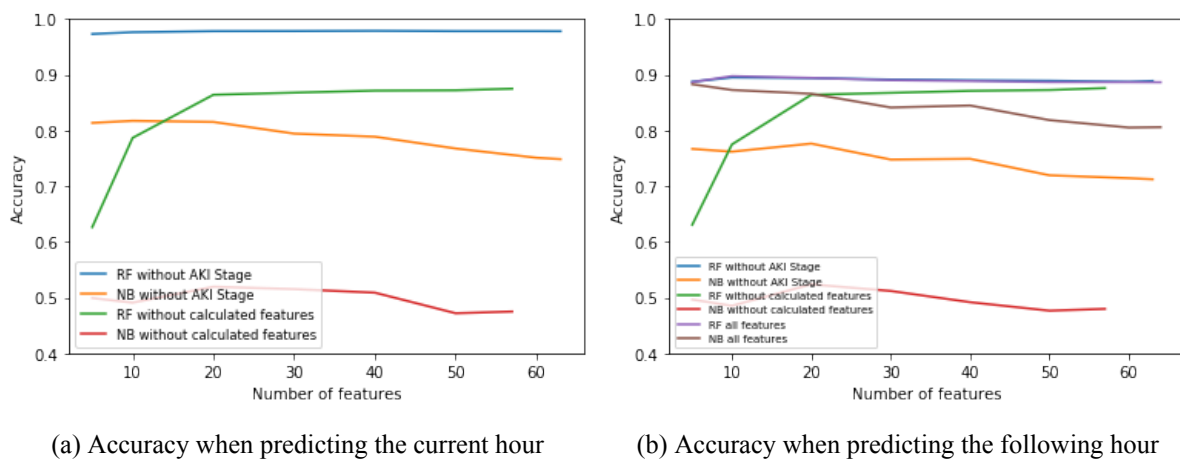 1.0
0.9
0.8
0.7
0.6
0.5
0.4
Accuracy
RF without AKI Stage
NB without AKI Stage
RF without calculated features
NB without calculated features
10 20 30 40 50 60
Number of features
(a) Accuracy when predicting the current hour
1.0
0.9
0.8
0.7
0.6
0.5
0.4
Accuracy
RF without AKI Stage
NB without AKI Stage
RF without calculated features
NB without calculated features
RF all features
NB all features
10 20 30 40 50 60
Number of features
(b) Accuracy when predicting the following hour